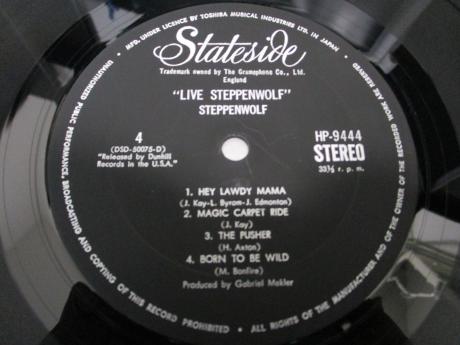 MFD. UNDER LICENCE BY TOSHIBA MUSICAL INDUSTRIES LTD. IN JAPAN •
ALL RIGHTS OF THE MANUFACTURER AND OF THE OWNER OF THE RECORDED WORK ARE RESERVED
UNAUTHORIZED PUBLIC PERFORMANCE, BROADCASTING AND COPYING OF THIS RECORD PROHIBITED •
Stateside
Trademark owned by The Gramophone Co., Ltd.
England
"LIVE STEPPENWOLF"
STEPPENWOLF
4
(DSD-50075-D)
"Released by Dunhill
Records in the U.S.A."
HP-9444
STEREO
33⅓ r. p. m.
1. HEY LAWDY MAMA
(J. Kay-L. Byrom-J. Edmonton)
2. MAGIC CARPET RIDE
(J. Kay)
3. THE PUSHER
(H. Axton)
4. BORN TO BE WILD
(M. Bonfire)
Produced by Gabriel Mekler